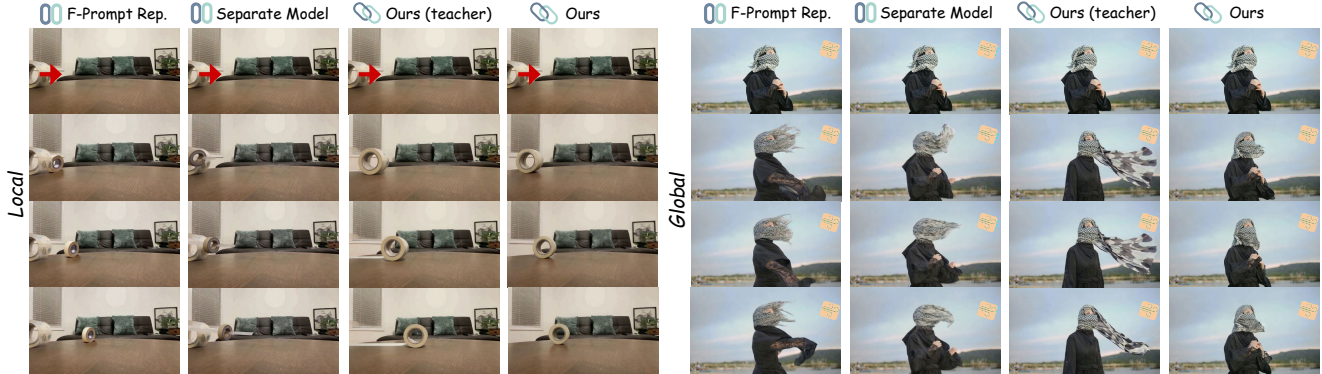 F-Prompt Rep. Separate Model Ours (teacher) Ours F-Prompt Rep. Separate Model Ours (teacher) Ours
Local
Global